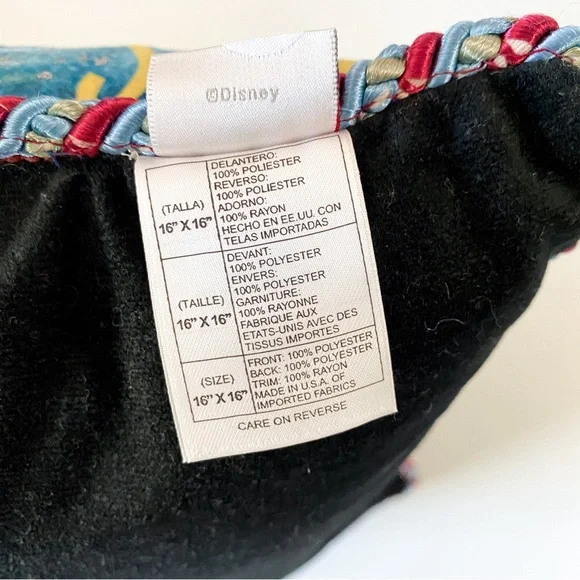 ©Disney
(TALLA)
16" X 16"
DELANTERO:
100% POLIESTER
REVERSO:
100% POLIESTER
ADORNO:
100% RAYON
HECHO EN EE.UU. CON
TELAS IMPORTADAS
(TAILLE)
16" X 16"
DEVANT:
100% POLYESTER
ENVERS:
100% POLYESTER
GARNITURE:
100% RAYONNE
FABRIQUE AUX
ETATS-UNIS AVEC DES
TISSUS IMPORTES
(SIZE)
16" X 16"
FRONT: 100% POLYESTER
BACK: 100% POLYESTER
TRIM: 100% RAYON
MADE IN U.S.A. OF
IMPORTED FABRICS
CARE ON REVERSE